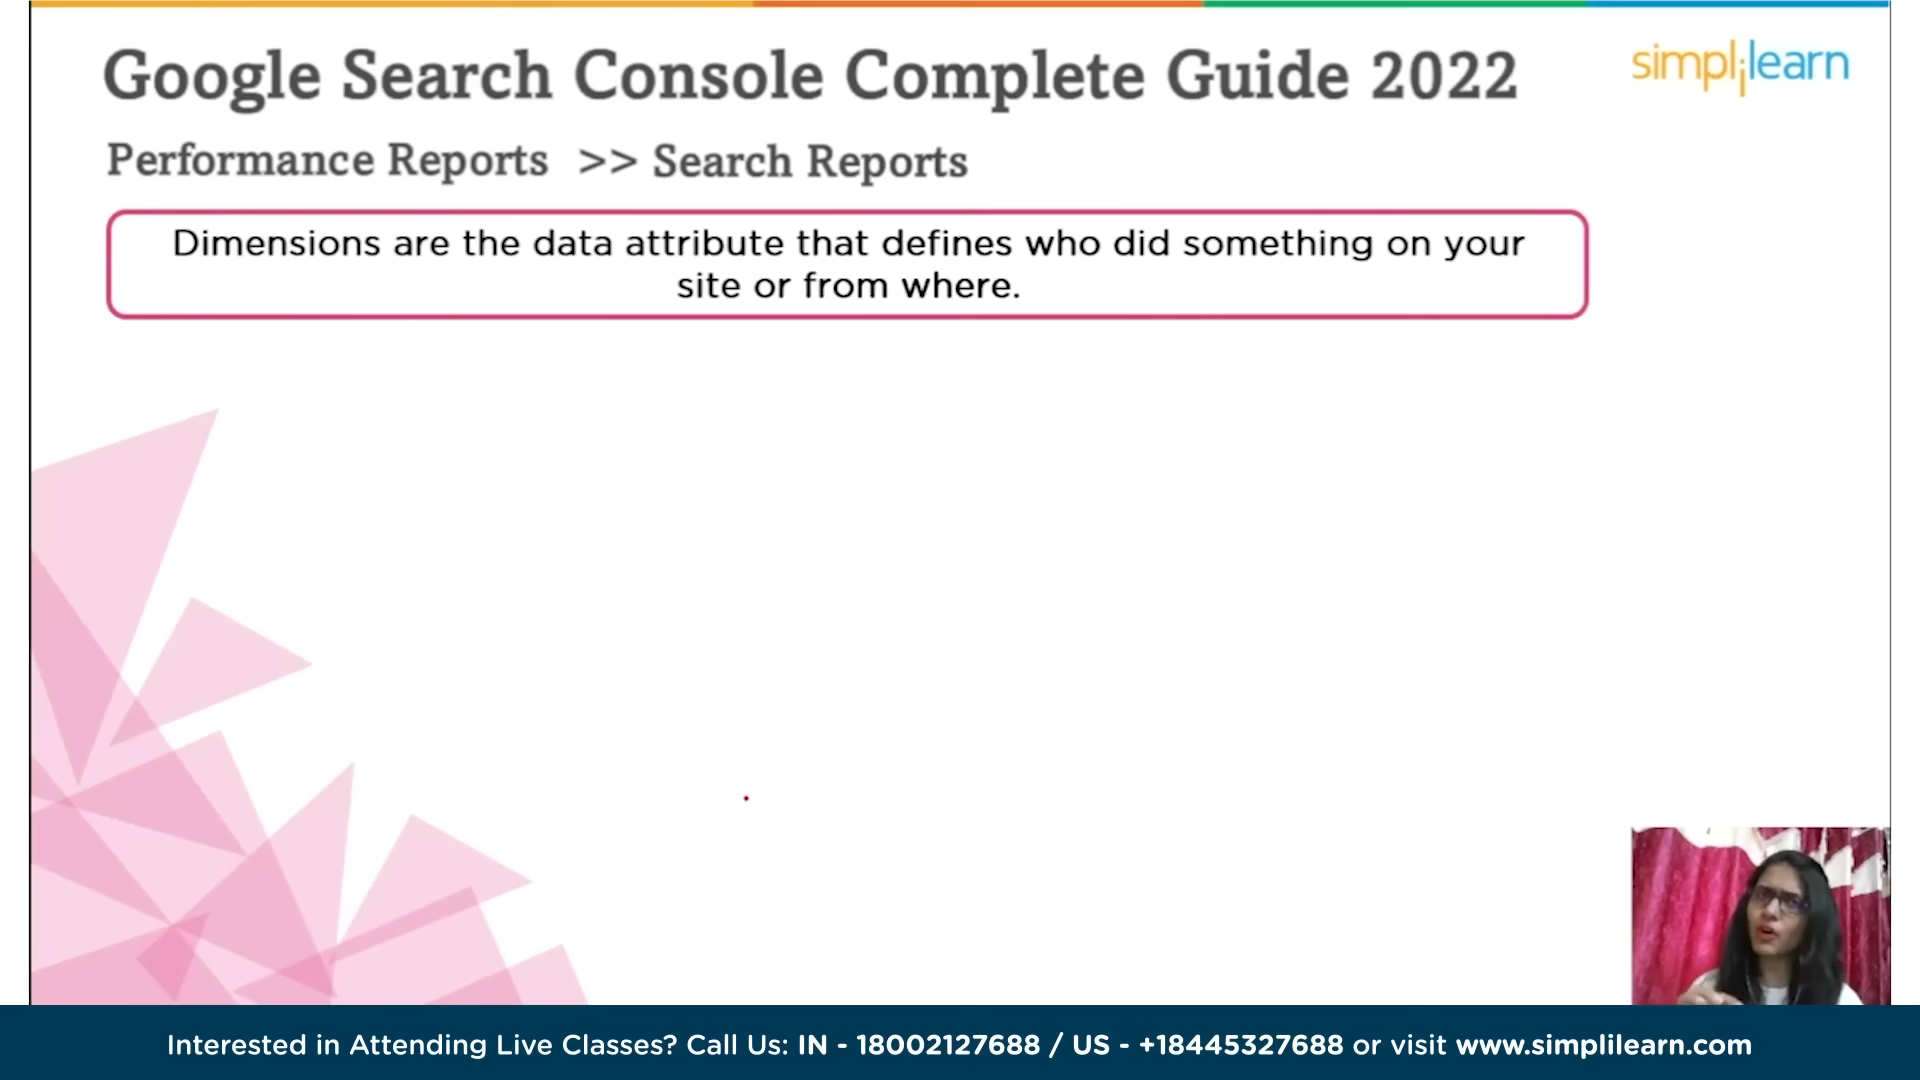 Google Search Console Complete Guide 2022
simplilearn
Performance Reports >> Search Reports
Dimensions are the data attribute that defines who did something on your
site or from where.
Interested in Attending Live Classes? Call Us: IN - 18002127688 / US - +18445327688 or visit www.simplilearn.com